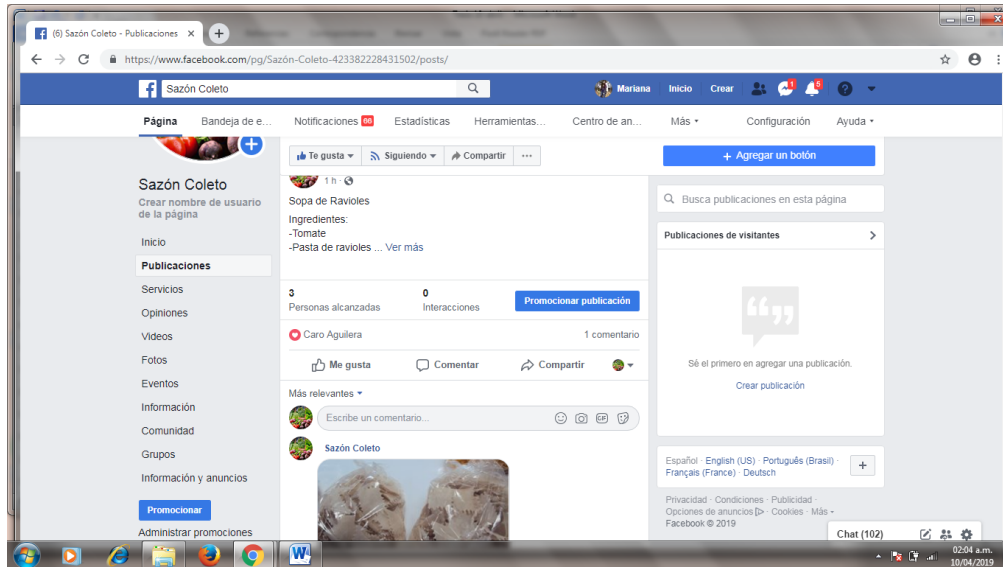 (6) Sazón Coleto - Publicaciones
https://www.facebook.com/pg/Sazón-Coleto-423382228431502/posts/
Sazón Coleto
Mariana Inicio Crear 1 5
Página Bandeja de e... Notificaciones 66 Estadísticas Herramientas... Centro de an... Más Configuración Ayuda
Te gusta Siguiendo Compartir ...
+ Agregar un botón
Sazón Coleto
Crear nombre de usuario
de la página
Inicio
Publicaciones
Servicios
Opiniones
Videos
Fotos
Eventos
Información
Comunidad
Grupos
Información y anuncios
Promocionar
Administrar promociones
1 h ·
Sopa de Ravioles
Ingredientes:
-Tomate
-Pasta de ravioles ... Ver más
3
Personas alcanzadas
0
Interacciones
Promocionar publicación
Caro Aguilera
1 comentario
Me gusta Comentar Compartir
Más relevantes
Escribe un comentario...
GIF
Sazón Coleto
Busca publicaciones en esta página
Publicaciones de visitantes
Sé el primero en agregar una publicación.
Crear publicación
Español · English (US) · Português (Brasil) ·
Français (France) · Deutsch
+
Privacidad · Condiciones · Publicidad ·
Opciones de anuncios · Cookies · Más
Facebook © 2019
Chat (102)
02:04 a.m.
10/04/2019